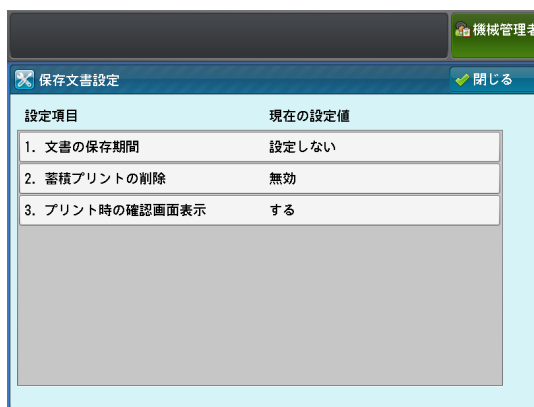 機械管理者
保存文書設定 閉じる
設定項目 現在の設定値
1. 文書の保存期間 設定しない
2. 蓄積プリントの削除 無効
3. プリント時の確認画面表示 する